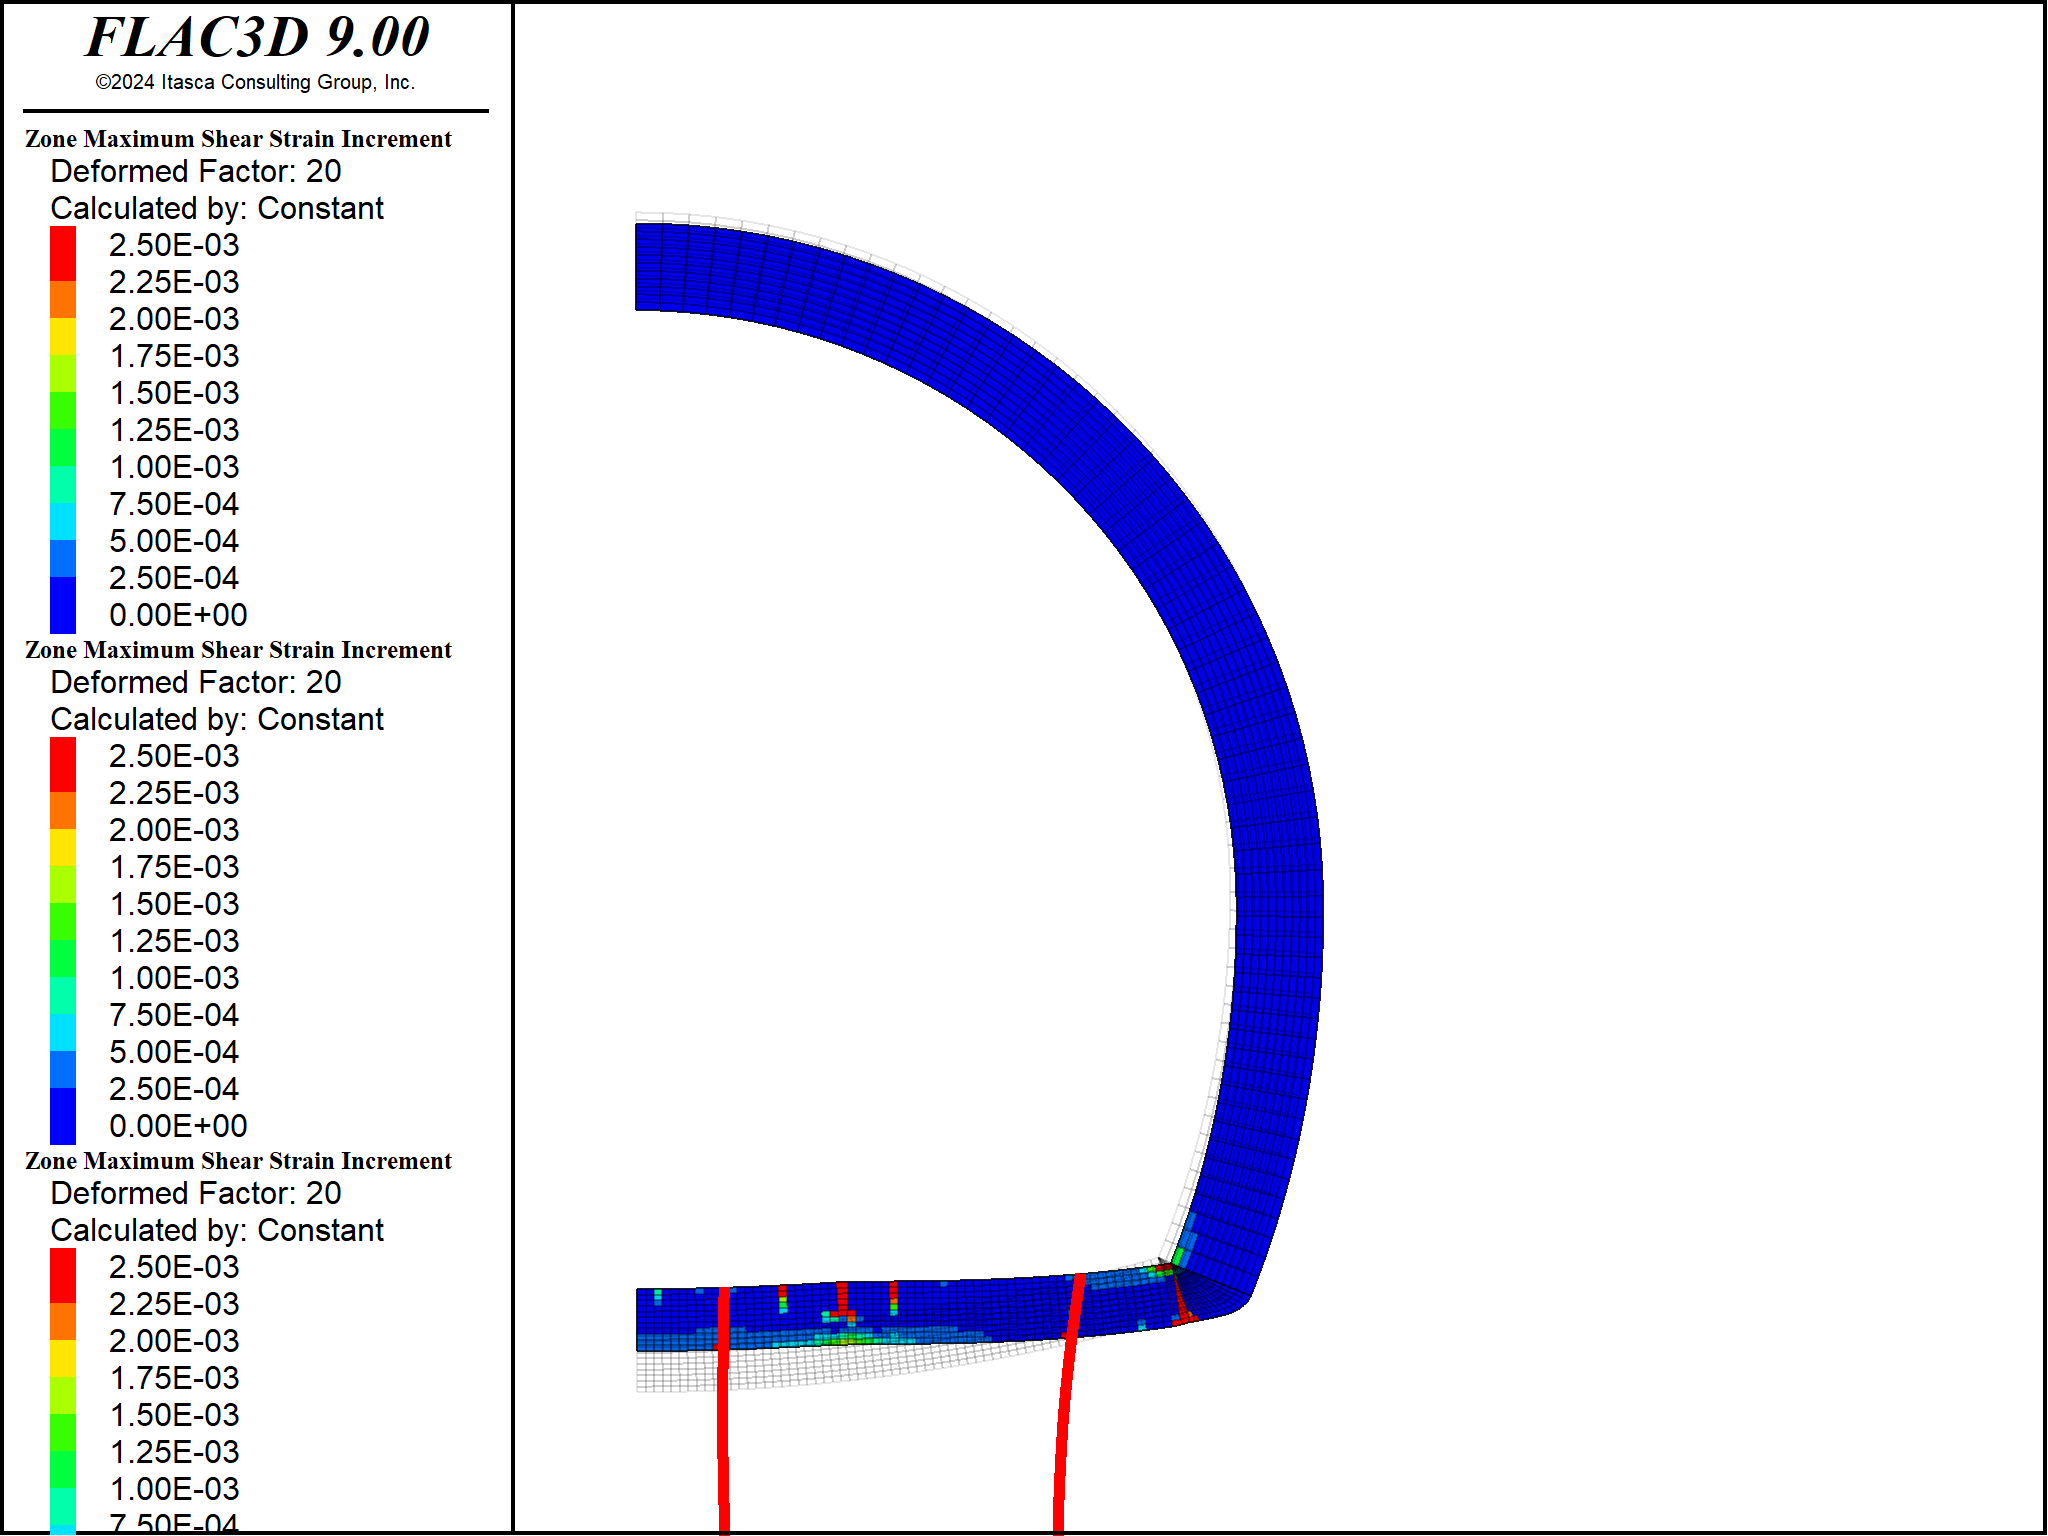 FLAC3D 9.00
©2024 Itasca Consulting Group, Inc.
Zone Maximum Shear Strain Increment
Deformed Factor: 20
Calculated by: Constant
2.50E-03
2.25E-03
2.00E-03
1.75E-03
1.50E-03
1.25E-03
1.00E-03
7.50E-04
5.00E-04
2.50E-04
0.00E+00
Zone Maximum Shear Strain Increment
Deformed Factor: 20
Calculated by: Constant
2.50E-03
2.25E-03
2.00E-03
1.75E-03
1.50E-03
1.25E-03
1.00E-03
7.50E-04
5.00E-04
2.50E-04
0.00E+00
Zone Maximum Shear Strain Increment
Deformed Factor: 20
Calculated by: Constant
2.50E-03
2.25E-03
2.00E-03
1.75E-03
1.50E-03
1.25E-03
1.00E-03
7.50E-04